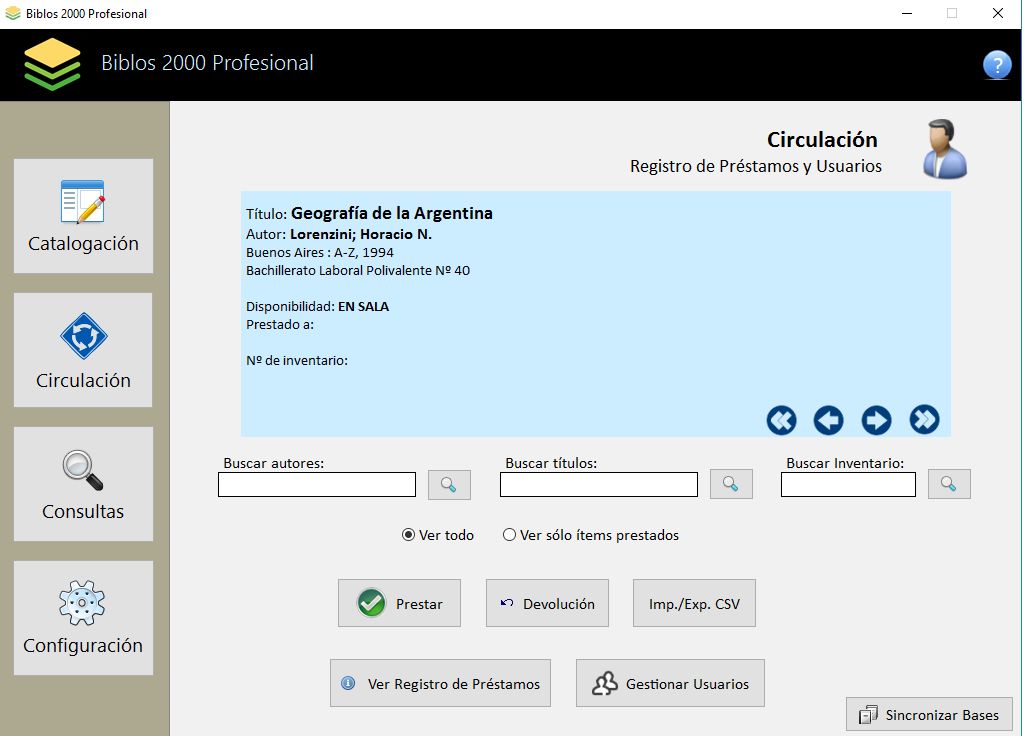 Biblos 2000 Profesional
Biblos 2000 Profesional
?
Circulación
Registro de Préstamos y Usuarios
Catalogación
Circulación
Consultas
Configuración
Título: Geografía de la Argentina
Autor: Lorenzini; Horacio N.
Buenos Aires : A-Z, 1994
Bachillerato Laboral Polivalente Nº 40
Disponibilidad: EN SALA
Prestado a:
Nº de inventario:
Buscar autores:
Buscar títulos:
Buscar Inventario:
Ver todo
Ver sólo ítems prestados
Prestar
Devolución
Imp./Exp. CSV
Ver Registro de Préstamos
Gestionar Usuarios
Sincronizar Bases